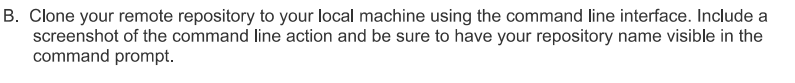 B. Clone your remote repository to your local machine using the command line interface. Include a
screenshot of the command line action and be sure to have your repository name visible in the
command prompt.